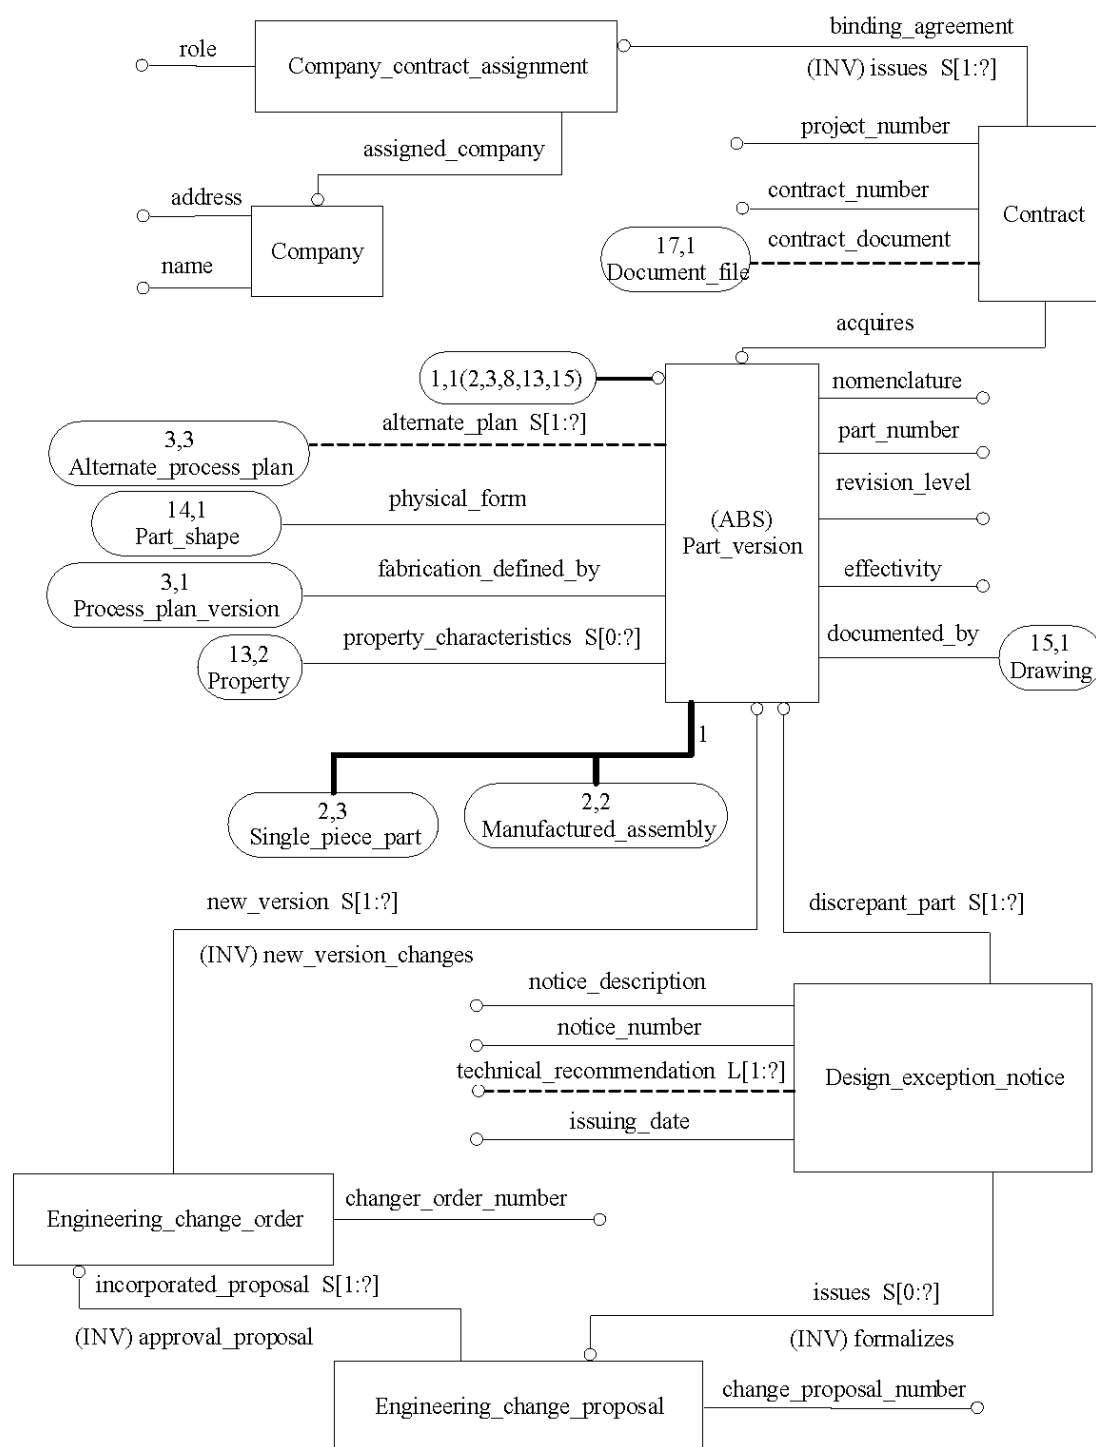 binding_agreement
role
Company_contract_assignment
(INV) issues S[1:?]
project_number
assigned_company
contract_number
address
Contract
contract_document
17,1
Document_file
Company
name
acquires
1,1(2,3,8,13,15)
nomenclature
alternate_plan S[1:?]
part_number
3,3
Alternate_process_plan
revision_level
physical_form
14,1
Part_shape
(ABS)
Part_version
fabrication_defined_by
effectivity
3,1
Process_plan_version
property_characteristics S[0:?]
documented_by
13,2
Property
15,1
Drawing
1
2,3
Single_piece_part
2,2
Manufactured_assembly
new_version S[1:?]
discrepant_part S[1:?]
(INV) new_version_changes
notice_description
notice_number
technical_recommendation L[1:?]
Design_exception_notice
issuing_date
changer_order_number
Engineering_change_order
incorporated_proposal S[1:?]
issues S[0:?]
(INV) approval_proposal
(INV) formalizes
change_proposal_number
Engineering_change_proposal